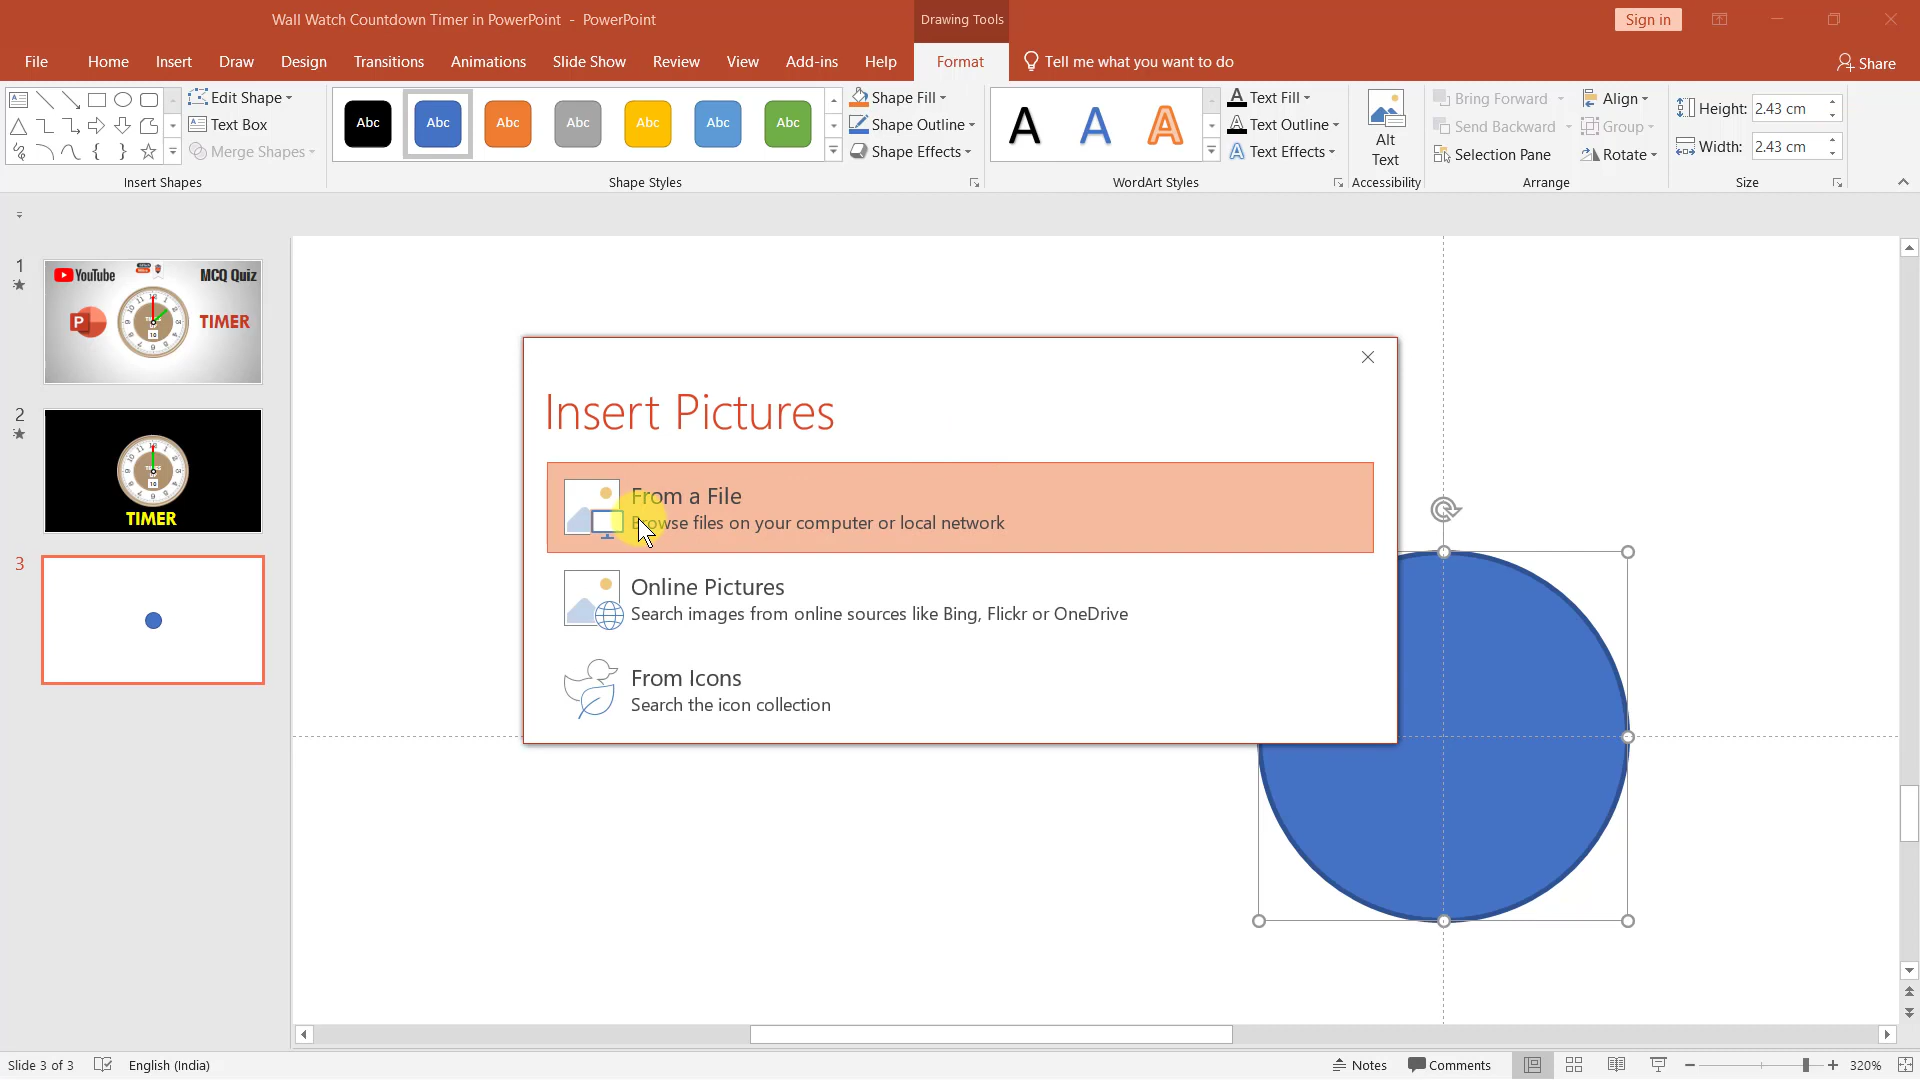 Wall Watch Countdown Timer in PowerPoint - PowerPoint
Drawing Tools
Sign in
File Home Insert Draw Design Transitions Animations Slide Show Review View Add-ins Help Format Tell me what you want to do Share
Edit Shape
Text Box
Merge Shapes
Insert Shapes
Abc Abc Abc Abc Abc Abc Abc
Shape Fill
Shape Outline
Shape Effects
Shape Styles
A A A
Text Fill
Text Outline
Text Effects
WordArt Styles
Alt
Text
Accessibility
Bring Forward
Send Backward
Selection Pane
Align
Group
Rotate
Arrange
Height: 2.43 cm
Width: 2.43 cm
Size
1
YouTube
MCQ Quiz
P
TIMER
2
TIMER
3
Insert Pictures
From a File
Browse files on your computer or local network
Online Pictures
Search images from online sources like Bing, Flickr or OneDrive
From Icons
Search the icon collection
Slide 3 of 3
English (India)
Notes
Comments
320%